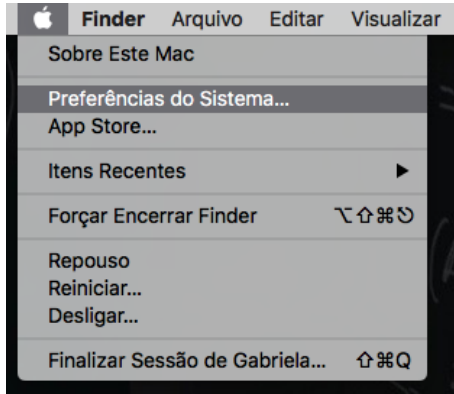 Finder Arquivo Editar Visualizar
Sobre Este Mac
Preferências do Sistema...
App Store...
Itens Recentes ▶
Forçar Encerrar Finder ⌥⇧⌘⎋
Repouso
Reiniciar...
Desligar...
Finalizar Sessão de Gabriela... ⇧⌘Q